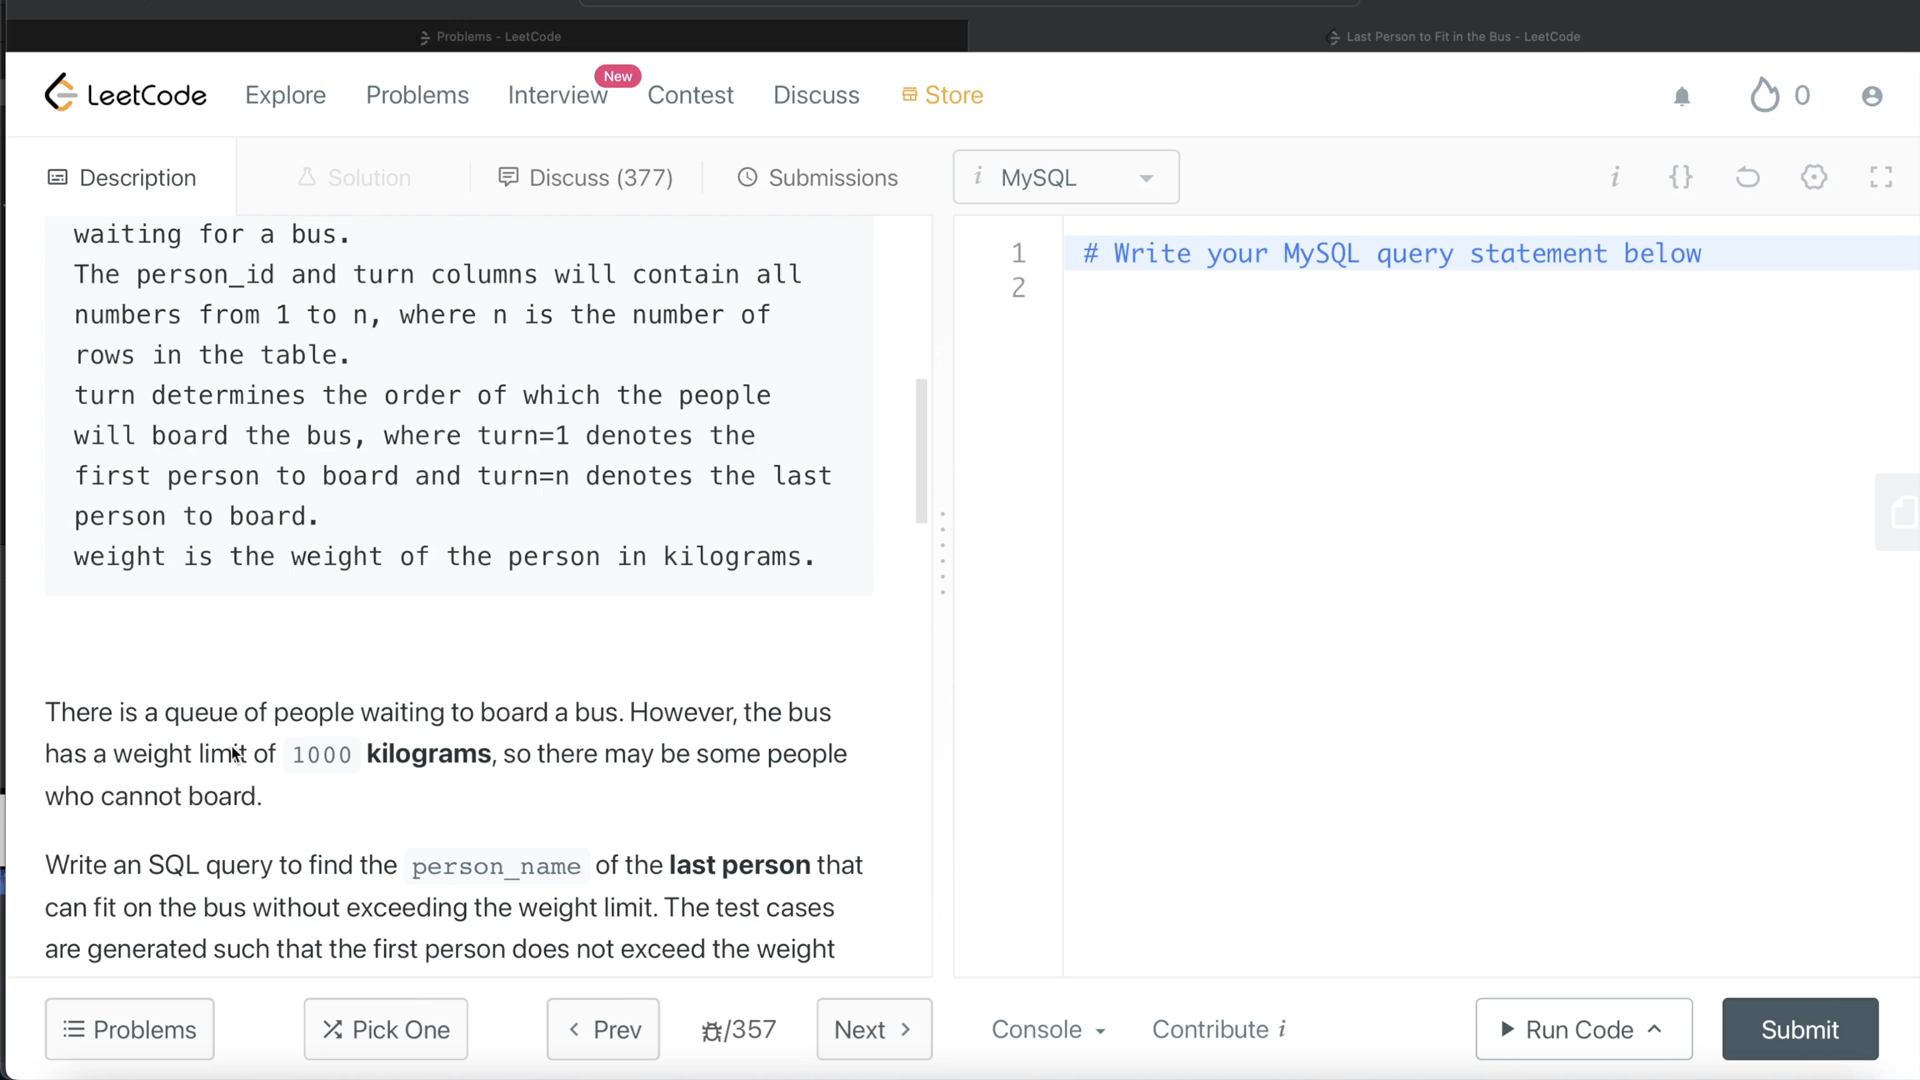 Problems - LeetCode
Last Person to Fit in the Bus - LeetCode
LeetCode
Explore
Problems
Interview
New
Contest
Discuss
Store
0
Description
Solution
Discuss (377)
Submissions
i MySQL
i
{}
waiting for a bus.
The person_id and turn columns will contain all
numbers from 1 to n, where n is the number of
rows in the table.
turn determines the order of which the people
will board the bus, where turn=1 denotes the
first person to board and turn=n denotes the last
person to board.
weight is the weight of the person in kilograms.
There is a queue of people waiting to board a bus. However, the bus
has a weight limit of 1000 kilograms, so there may be some people
who cannot board.
Write an SQL query to find the person_name of the last person that
can fit on the bus without exceeding the weight limit. The test cases
are generated such that the first person does not exceed the weight
1 # Write your MySQL query statement below
2
Problems
Pick One
Prev
/357
Next
Console
Contribute i
Run Code
Submit